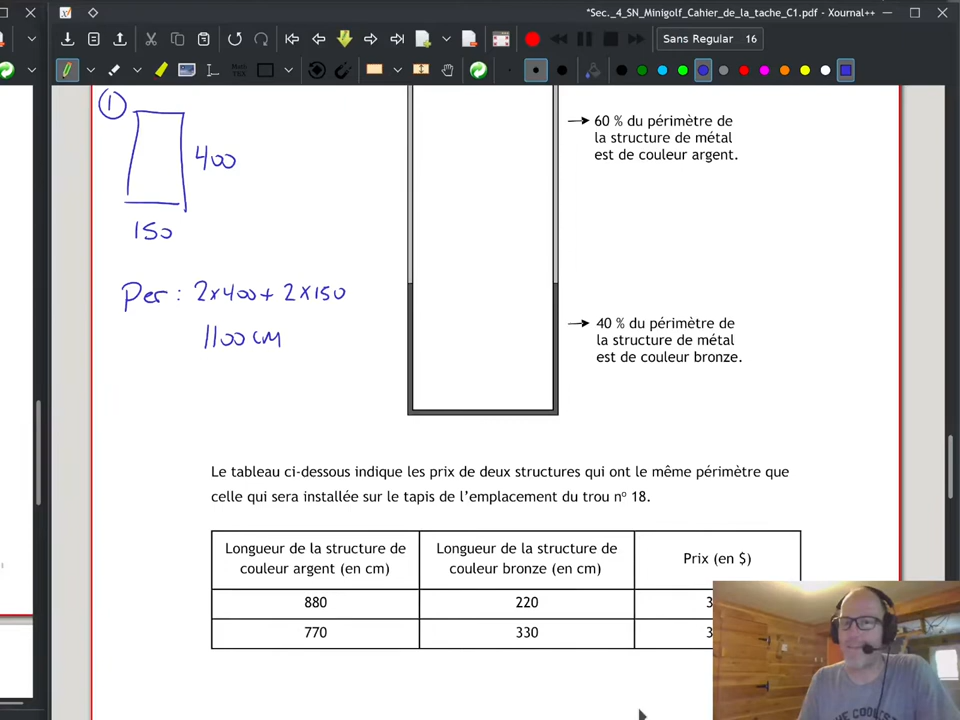 *Sec._4_SN_Minigolf_Cahier_de_la_tache_C1.pdf - Xournal++
Sans Regular 16
Math
TEX
1
400
150
Per : 2x400 + 2x150
1100 cm
60 % du périmètre de
la structure de métal
est de couleur argent.
40 % du périmètre de
la structure de métal
est de couleur bronze.
Le tableau ci-dessous indique les prix de deux structures qui ont le même périmètre que
celle qui sera installée sur le tapis de l'emplacement du trou nº 18.
Longueur de la structure de
couleur argent (en cm)
Longueur de la structure de
couleur bronze (en cm)
Prix (en $)
880 220 3
770 330 3